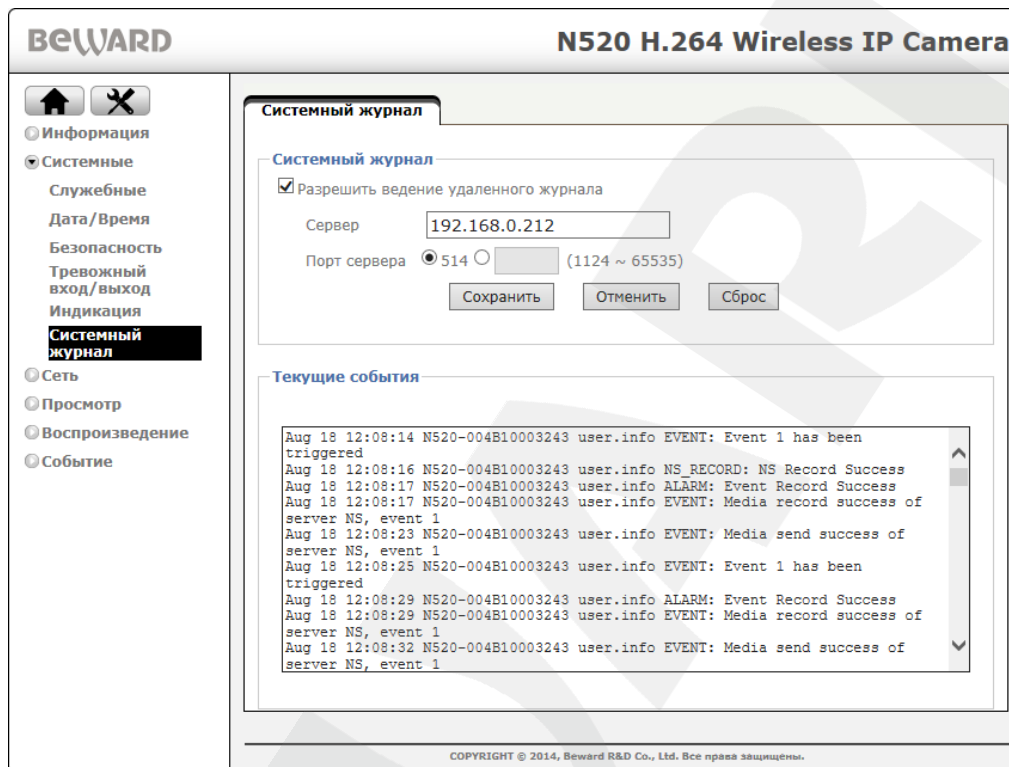 BEWARD
N520 H.264 Wireless IP Camera
Информация
Системные
Служебные
Дата/Время
Безопасность
Тревожный
вход/выход
Индикация
Системный
журнал
Сеть
Просмотр
Воспроизведение
Событие
Системный журнал
Системный журнал
Разрешить ведение удаленного журнала
Сервер 192.168.0.212
Порт сервера 514 (1124 ~ 65535)
Сохранить Отменить Сброс
Текущие события
Aug 18 12:08:14 N520-004B10003243 user.info EVENT: Event 1 has been
triggered
Aug 18 12:08:16 N520-004B10003243 user.info NS_RECORD: NS Record Success
Aug 18 12:08:17 N520-004B10003243 user.info ALARM: Event Record Success
Aug 18 12:08:17 N520-004B10003243 user.info EVENT: Media record success of
server NS, event 1
Aug 18 12:08:23 N520-004B10003243 user.info EVENT: Media send success of
server NS, event 1
Aug 18 12:08:25 N520-004B10003243 user.info EVENT: Event 1 has been
triggered
Aug 18 12:08:29 N520-004B10003243 user.info ALARM: Event Record Success
Aug 18 12:08:29 N520-004B10003243 user.info EVENT: Media record success of
server NS, event 1
Aug 18 12:08:32 N520-004B10003243 user.info EVENT: Media send success of
server NS, event 1
COPYRIGHT © 2014, Beward R&D Co., Ltd. Все права защищены.